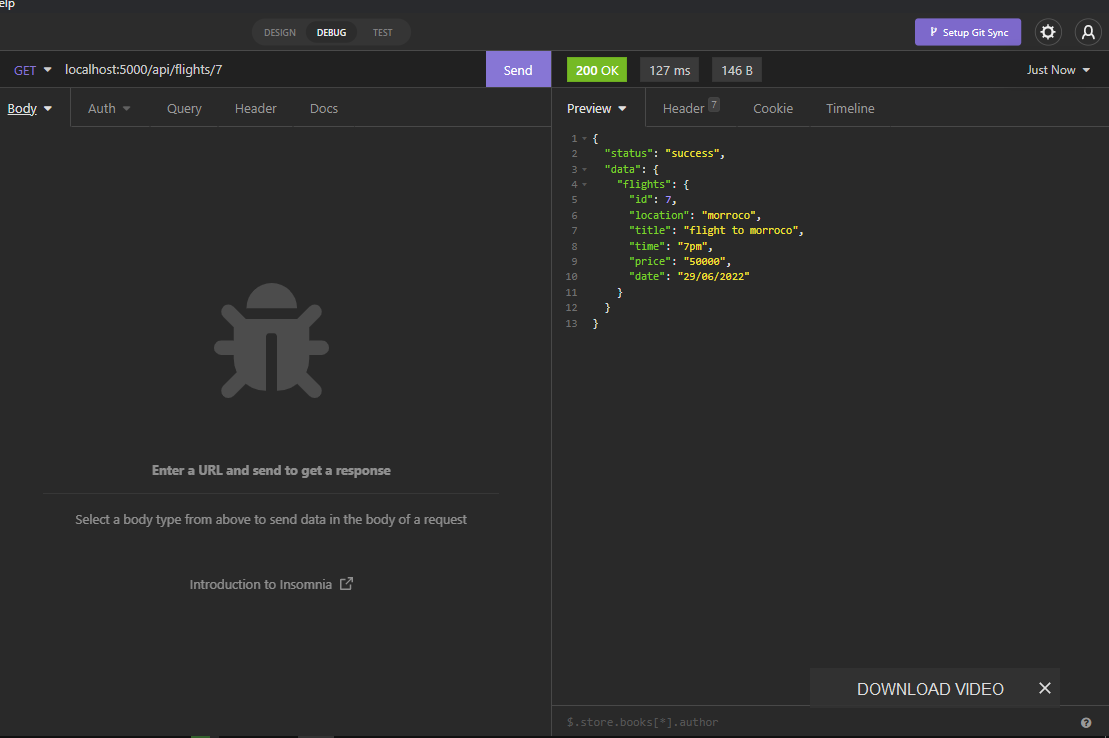 elp
DESIGN DEBUG TEST
Setup Git Sync
GET localhost:5000/api/flights/7 Send
200 OK 127 ms 146 B Just Now
Body Auth Query Header Docs
Preview Header 7 Cookie Timeline
1 {
2 "status": "success",
3 "data": {
4 "flights": {
5 "id": 7,
6 "location": "morroco",
7 "title": "flight to morroco",
8 "time": "7pm",
9 "price": "50000",
10 "date": "29/06/2022"
11 }
12 }
13 }
Enter a URL and send to get a response
Select a body type from above to send data in the body of a request
Introduction to Insomnia
DOWNLOAD VIDEO
$.store.books[*].author